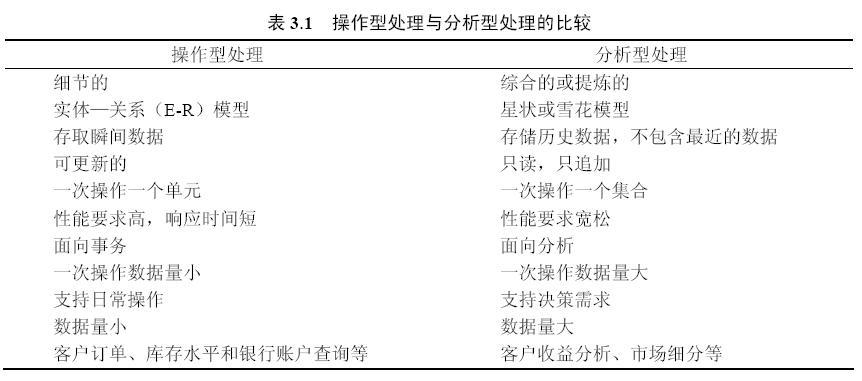 表 3.1 操作型处理与分析型处理的比较
操作型处理 分析型处理
细节的 综合的或提炼的
实体—关系（E-R）模型 星状或雪花模型
存取瞬间数据 存储历史数据，不包含最近的数据
可更新的 只读，只追加
一次操作一个单元 一次操作一个集合
性能要求高，响应时间短 性能要求宽松
面向事务 面向分析
一次操作数据量小 一次操作数据量大
支持日常操作 支持决策需求
数据量小 数据量大
客户订单、库存水平和银行账户查询等 客户收益分析、市场细分等